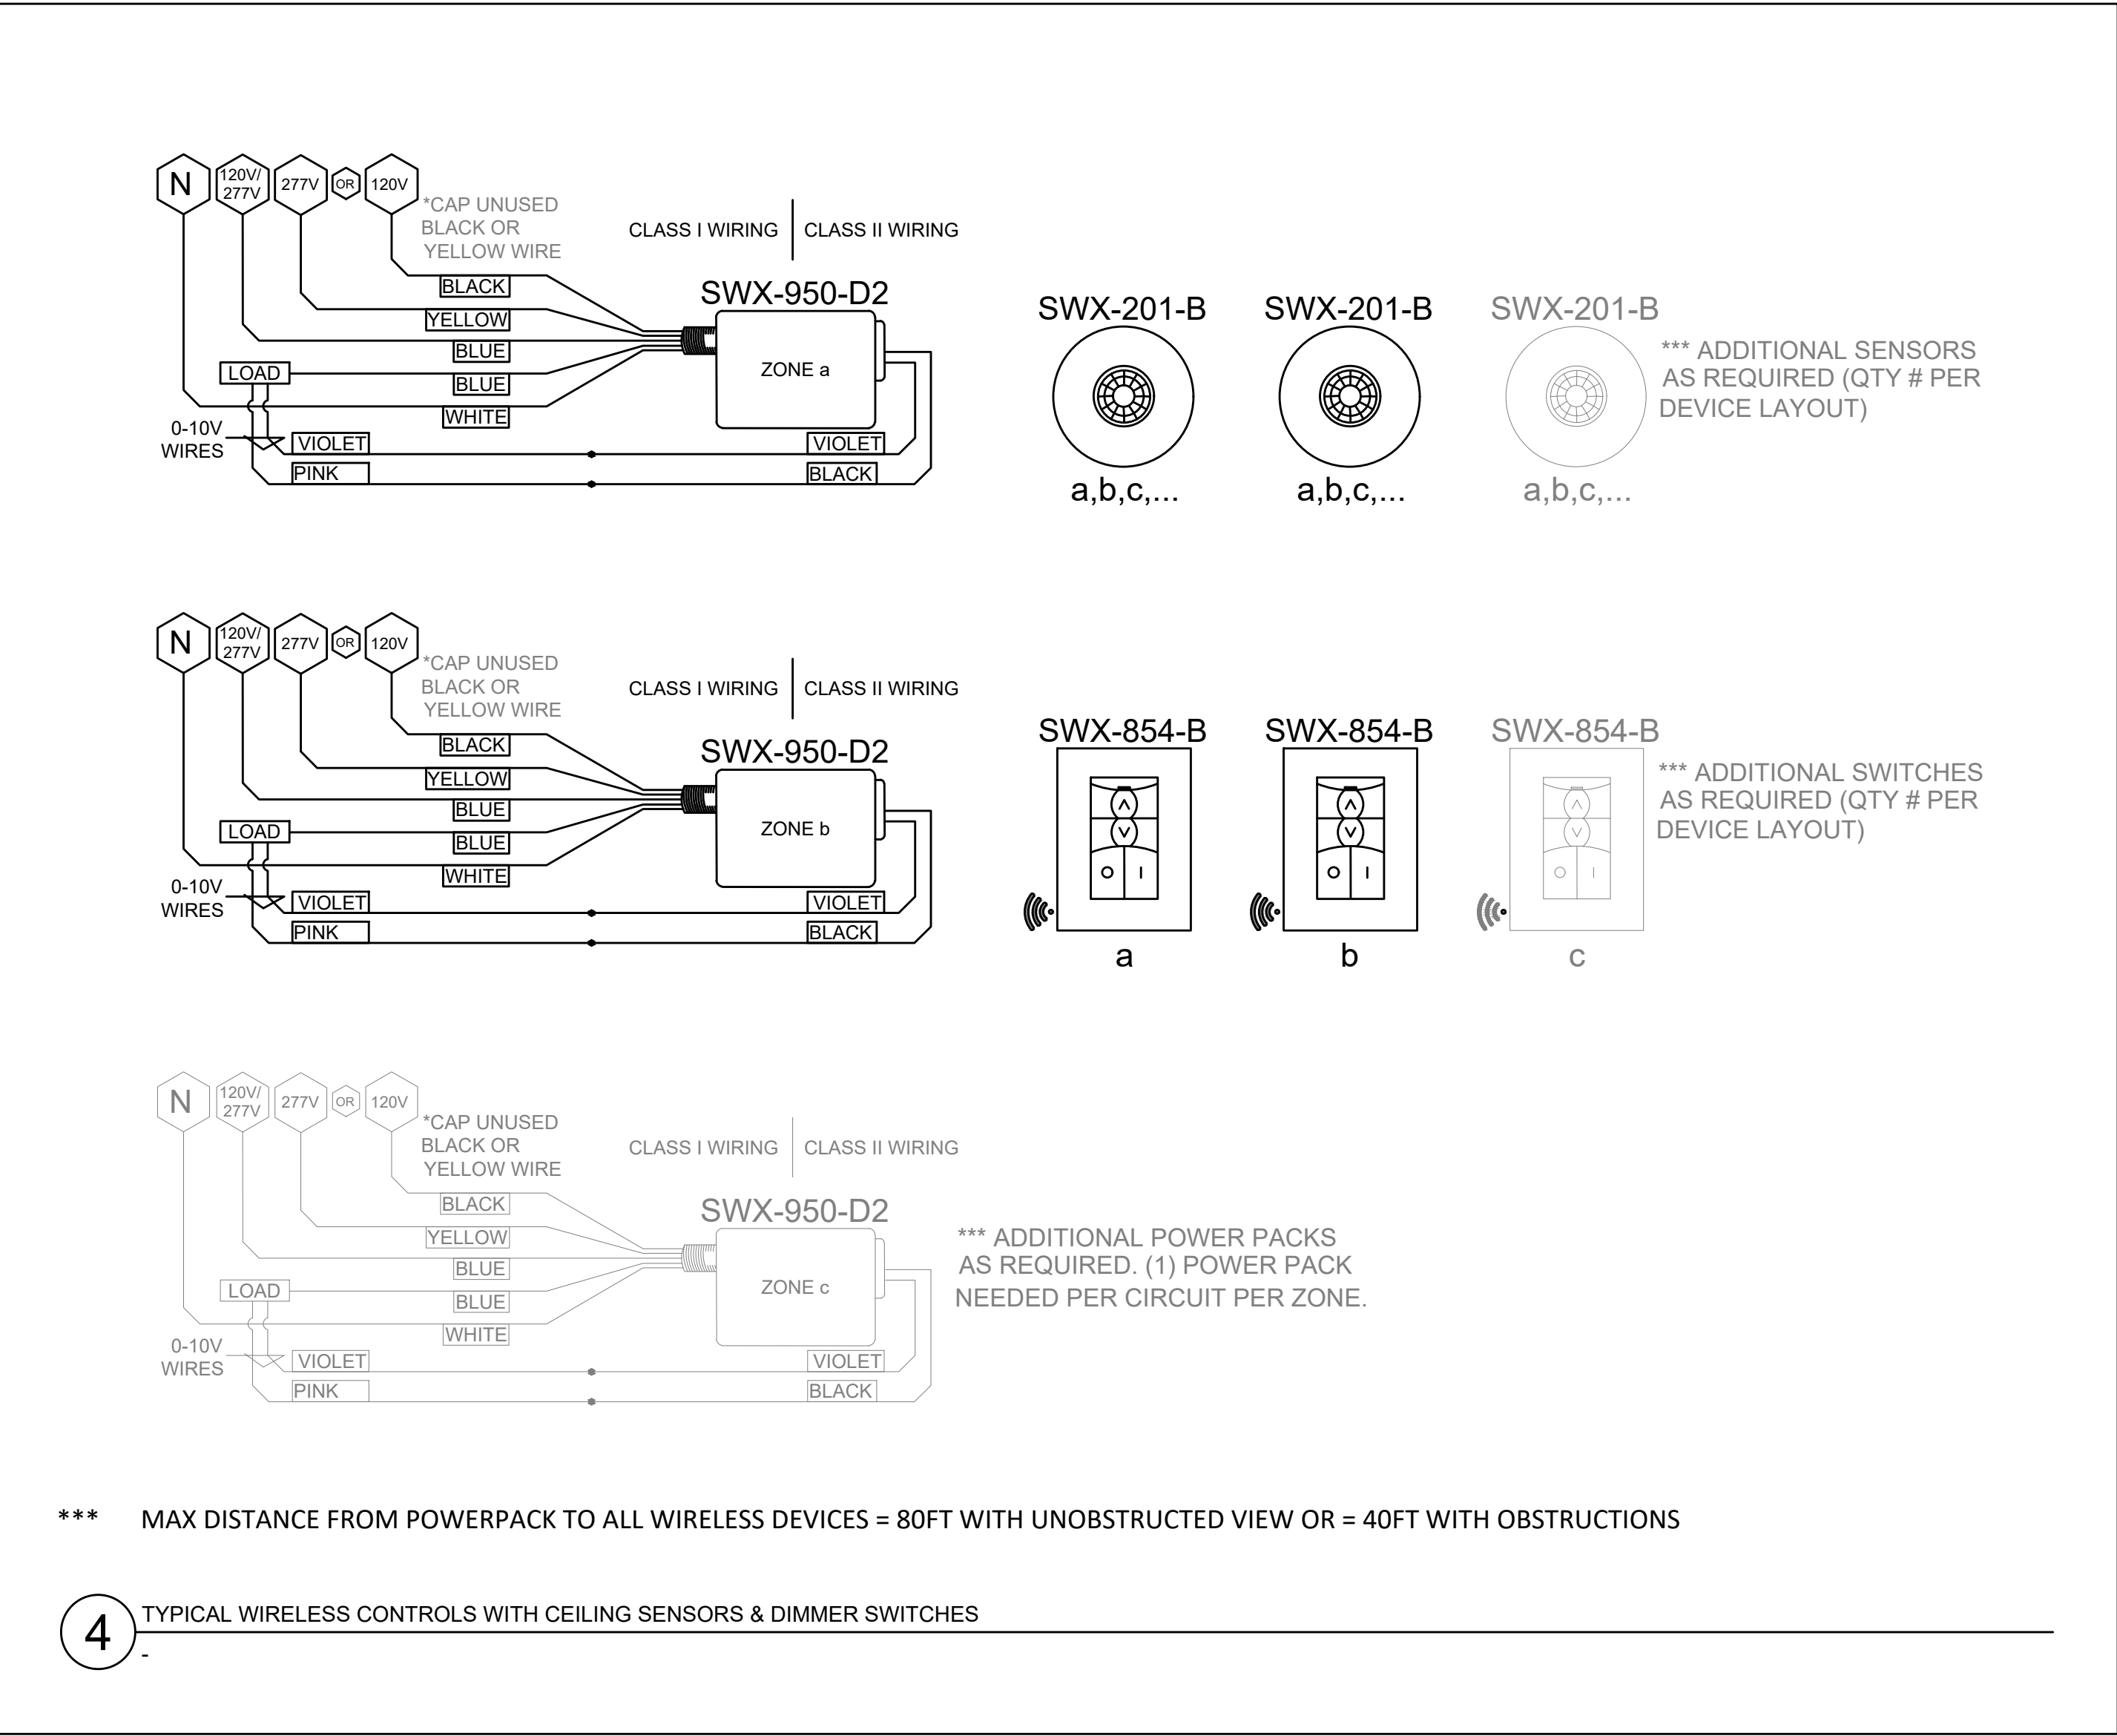 N
120V/
277V
277V
OR
120V
*CAP UNUSED
BLACK OR
YELLOW WIRE
CLASS I WIRING
CLASS II WIRING
BLACK
YELLOW
BLUE
LOAD
BLUE
WHITE
0-10V
WIRES
VIOLET
PINK
SWX-950-D2
ZONE a
VIOLET
BLACK
SWX-201-B
a,b,c,...
SWX-201-B
a,b,c,...
SWX-201-B
a,b,c,...
*** ADDITIONAL SENSORS
AS REQUIRED (QTY # PER
DEVICE LAYOUT)
N
120V/
277V
277V
OR
120V
*CAP UNUSED
BLACK OR
YELLOW WIRE
CLASS I WIRING
CLASS II WIRING
BLACK
YELLOW
BLUE
LOAD
BLUE
WHITE
0-10V
WIRES
VIOLET
PINK
SWX-950-D2
ZONE b
VIOLET
BLACK
SWX-854-B
O I
a
SWX-854-B
O I
b
SWX-854-B
O I
c
*** ADDITIONAL SWITCHES
AS REQUIRED (QTY # PER
DEVICE LAYOUT)
N
120V/
277V
277V
OR
120V
*CAP UNUSED
BLACK OR
YELLOW WIRE
CLASS I WIRING
CLASS II WIRING
BLACK
YELLOW
BLUE
LOAD
BLUE
WHITE
0-10V
WIRES
VIOLET
PINK
SWX-950-D2
ZONE c
VIOLET
BLACK
*** ADDITIONAL POWER PACKS
AS REQUIRED. (1) POWER PACK
NEEDED PER CIRCUIT PER ZONE.
*** MAX DISTANCE FROM POWERPACK TO ALL WIRELESS DEVICES = 80FT WITH UNOBSTRUCTED VIEW OR = 40FT WITH OBSTRUCTIONS
4
TYPICAL WIRELESS CONTROLS WITH CEILING SENSORS & DIMMER SWITCHES
-